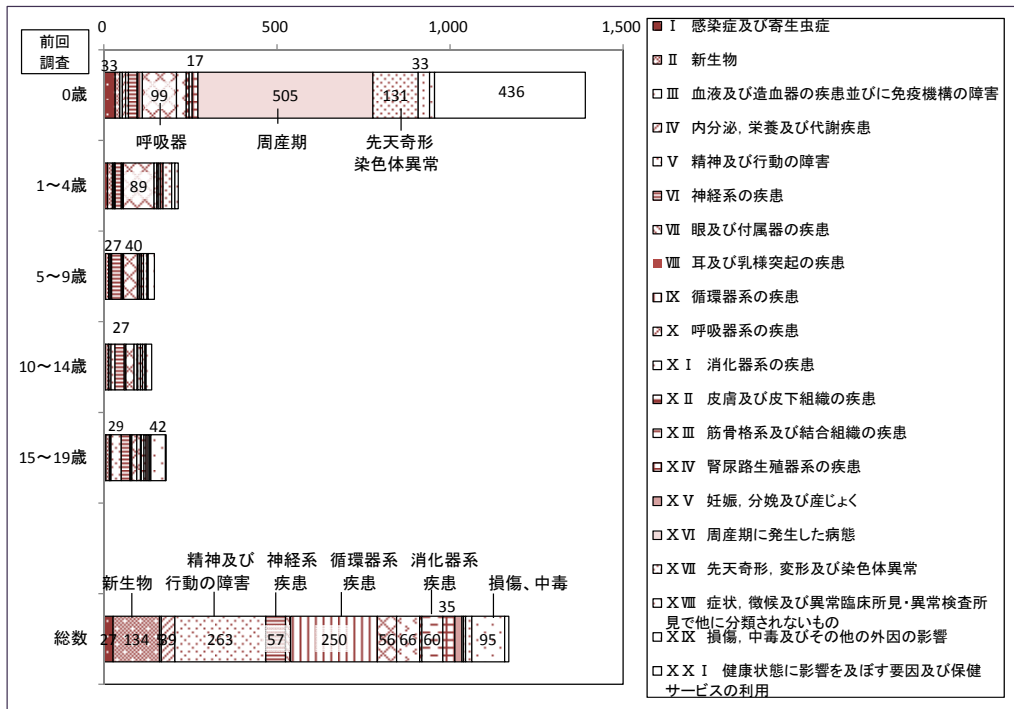 0
500
1,000
1,500
前回
調査
33
17
33
0歳
99
505
131
436
呼吸器
周産期
先天奇形
染色体異常
1～4歳
89
27 40
5～9歳
27
10～14歳
29
42
15～19歳
精神及び 神経系 循環器系 消化器系
新生物 行動の障害 疾患 疾患 疾患 損傷、中毒
35
総数
27
134
39
263
57
250
56
66
60
95
Ⅰ 感染症及び寄生虫症
Ⅱ 新生物
Ⅲ 血液及び造血器の疾患並びに免疫機構の障害
Ⅳ 内分泌, 栄養及び代謝疾患
Ⅴ 精神及び行動の障害
Ⅵ 神経系の疾患
Ⅶ 眼及び付属器の疾患
Ⅷ 耳及び乳様突起の疾患
Ⅸ 循環器系の疾患
Ⅹ 呼吸器系の疾患
ⅩⅠ 消化器系の疾患
ⅩⅡ 皮膚及び皮下組織の疾患
ⅩⅢ 筋骨格系及び結合組織の疾患
ⅩⅣ 腎尿路生殖器系の疾患
ⅩⅤ 妊娠, 分娩及び産じょく
ⅩⅥ 周産期に発生した病態
ⅩⅦ 先天奇形, 変形及び染色体異常
ⅩⅧ 症状, 徴候及び異常臨床所見・異常検査所
見で他に分類されないもの
ⅩⅨ 損傷, 中毒及びその他の外因の影響
ⅩⅩⅠ 健康状態に影響を及ぼす要因及び保健
サービスの利用